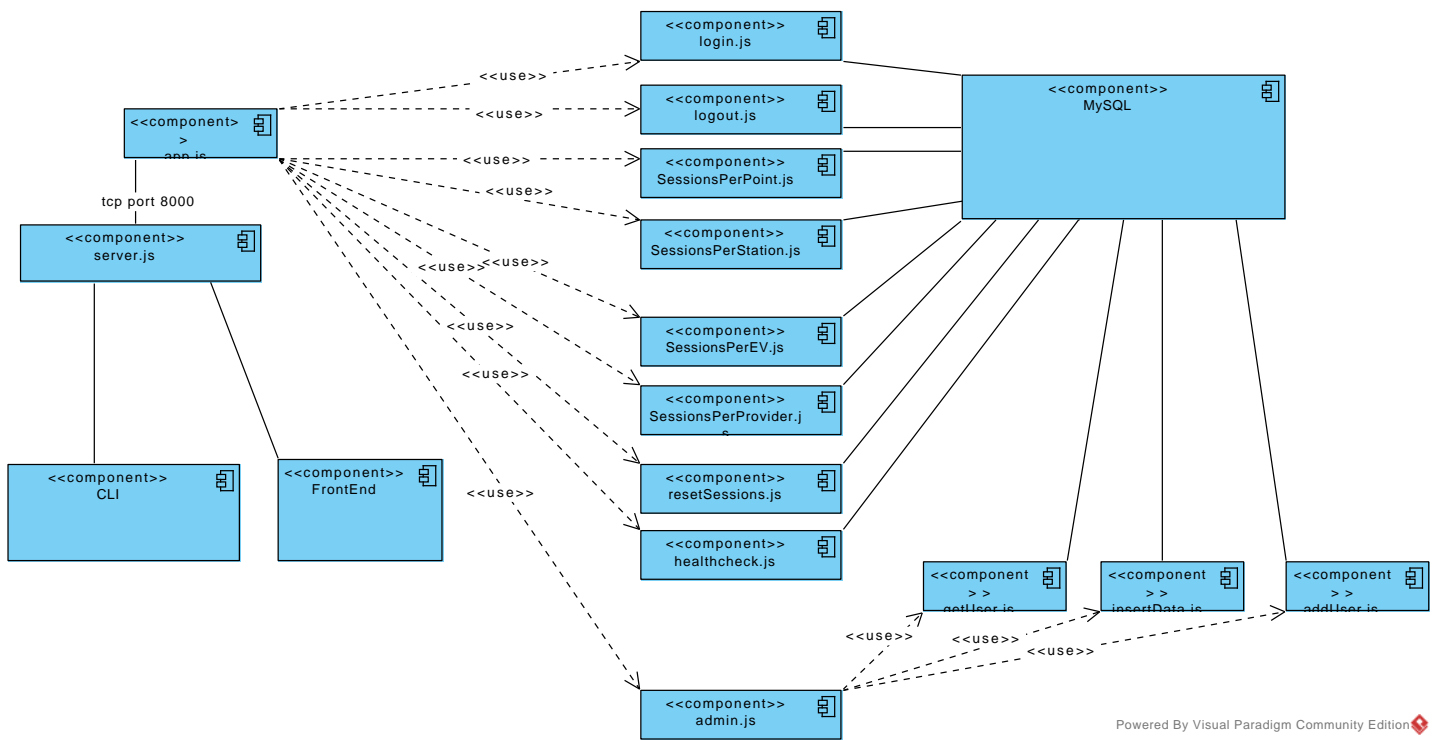 <<component>>
login.js
<<use>>
<<component>>
MySQL
<<component>>
logout.js
<<use>>
<<component>
>
app.js
<<component>>
SessionsPerPoint.js
<<use>>
<<use>>
tcp port 8000
<<component>>
server.js
<<component>>
SessionsPerStation.js
<<use>>
<<use>>
<<component>>
SessionsPerEV.js
<<use>>
<<use>>
<<component>>
SessionsPerProvider.j
s
<<component>>
CLI
<<component>>
FrontEnd
<<component>>
resetSessions.js
<<use>>
<<component>>
healthcheck.js
<<component
> >
getUser.js
<<component
> >
insertData.js
<<component
> >
addUser.js
<<use>>
<<use>>
<<use>>
<<component>>
admin.js
Powered By Visual Paradigm Community Edition